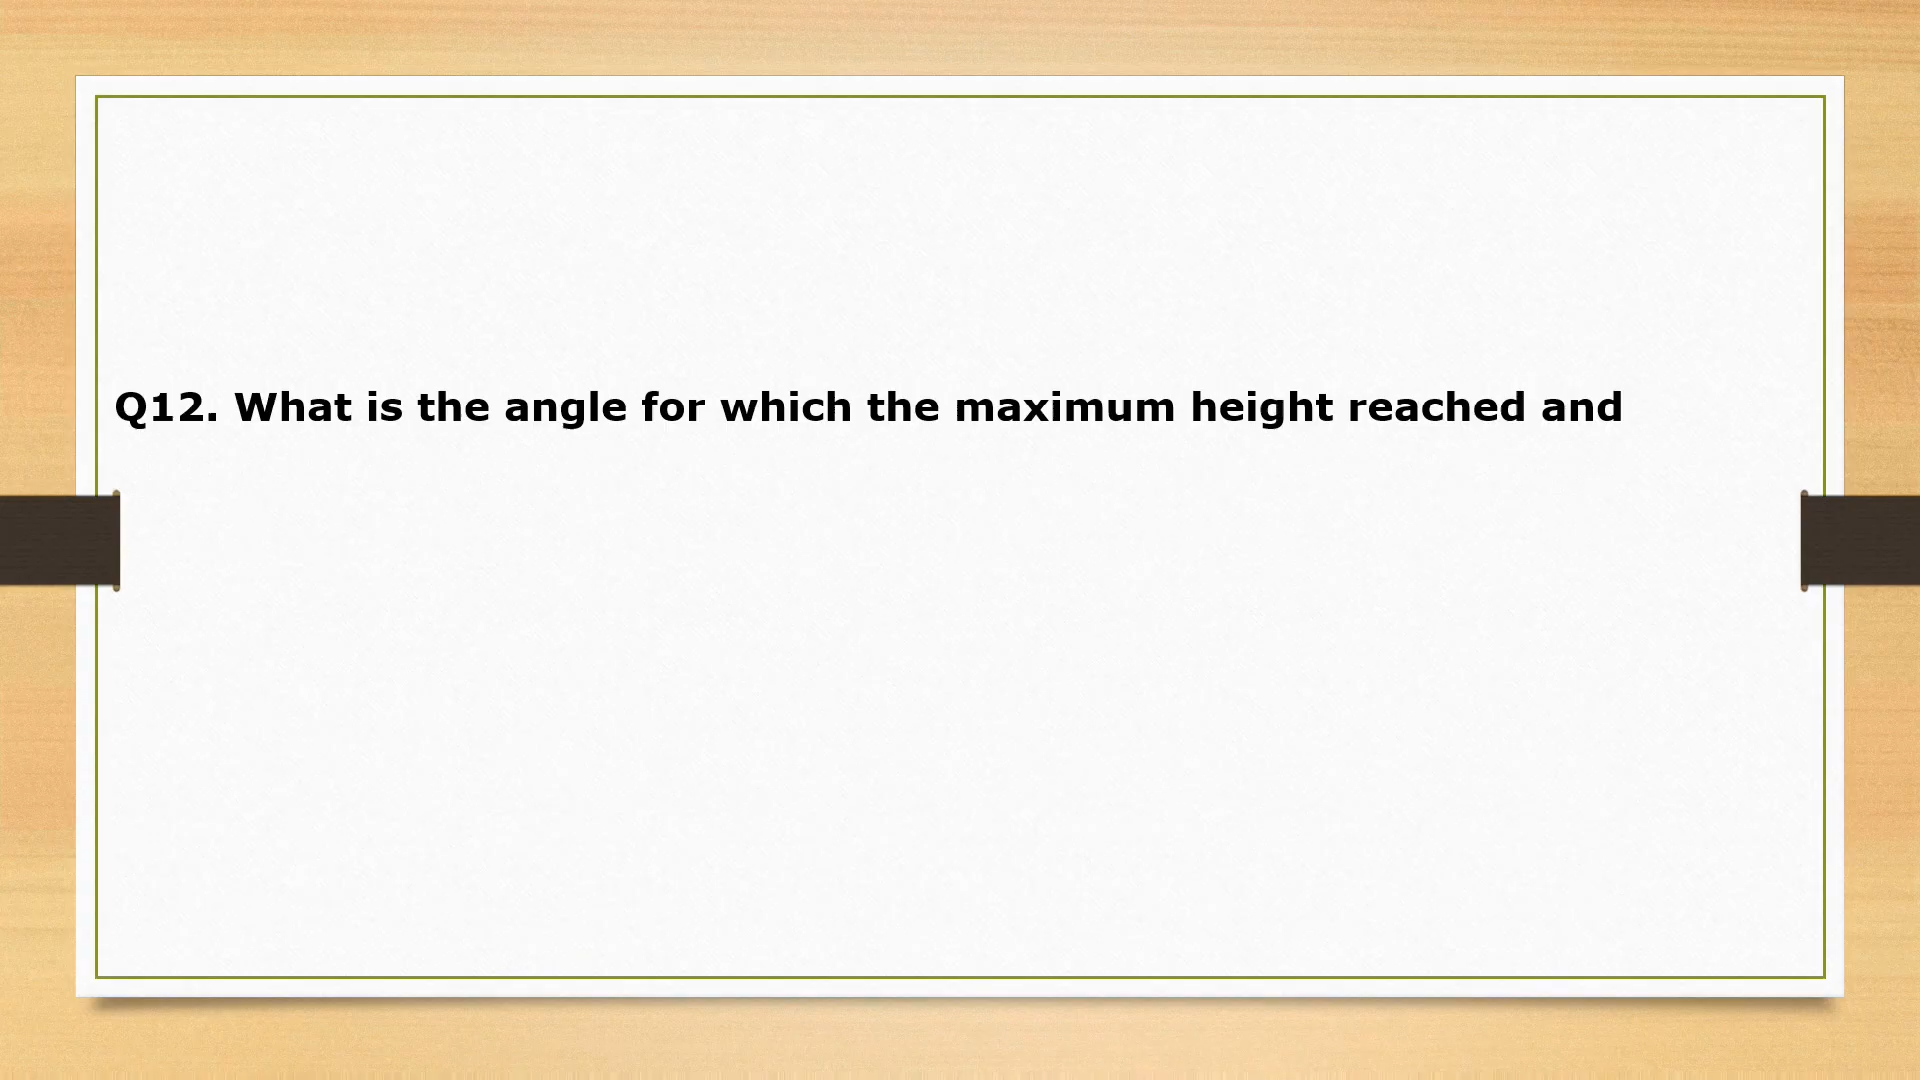 Q12. What is the angle for which the maximum height reached and